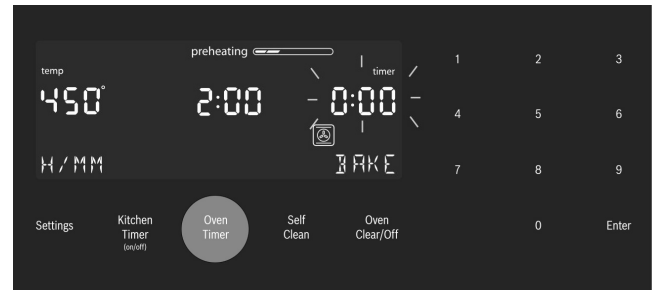 preheating
temp
timer
450°
2:00
0:00
H/MM
BAKE
1 2 3
4 5 6
7 8 9
0 Enter
Settings
Kitchen
Timer
(on/off)
Oven
Timer
Self
Clean
Oven
Clear/Off